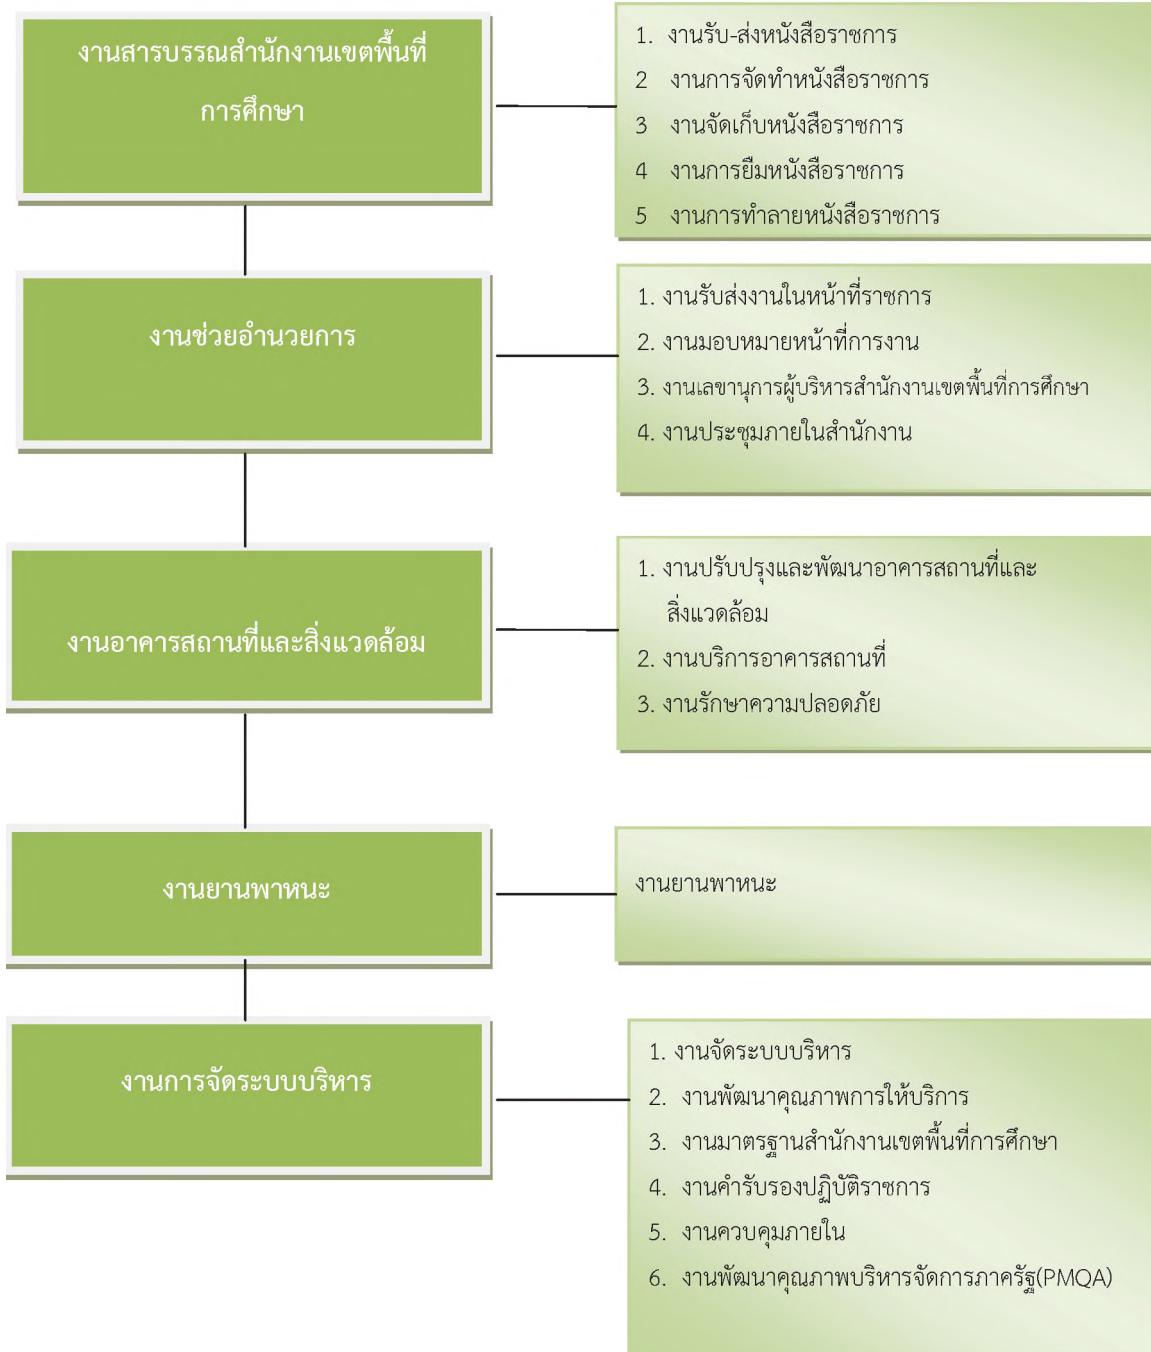 งานสารบรรณสำนักงานเขตพื้นที่
การศึกษา
1. งานรับ-ส่งหนังสือราชการ
2 งานการจัดทำหนังสือราชการ
3 งานจัดเก็บหนังสือราชการ
4 งานการยืมหนังสือราชการ
5 งานการทำลายหนังสือราชการ
งานช่วยอำนวยการ
1. งานรับส่งงานในหน้าที่ราชการ
2. งานมอบหมายหน้าที่การงาน
3. งานเลขานุการผู้บริหารสำนักงานเขตพื้นที่การศึกษา
4. งานประชุมภายในสำนักงาน
งานอาคารสถานที่และสิ่งแวดล้อม
1. งานปรับปรุงและพัฒนาอาคารสถานที่และ
สิ่งแวดล้อม
2. งานบริการอาคารสถานที่
3. งานรักษาความปลอดภัย
งานยานพาหนะ
งานยานพาหนะ
งานการจัดระบบบริหาร
1. งานจัดระบบบริหาร
2. งานพัฒนาคุณภาพการให้บริการ
3. งานมาตรฐานสำนักงานเขตพื้นที่การศึกษา
4. งานคำรับรองปฏิบัติราชการ
5. งานควบคุมภายใน
6. งานพัฒนาคุณภาพบริหารจัดการภาครัฐ(PMQA)